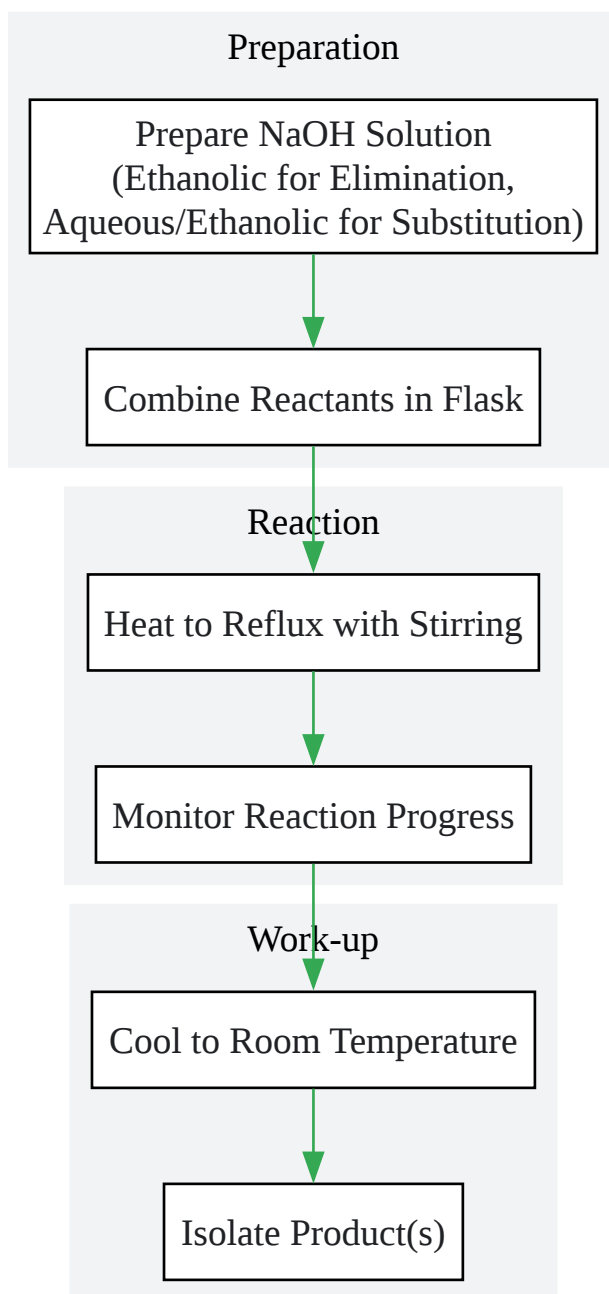 Preparation
Prepare NaOH Solution
(Ethanolic for Elimination,
Aqueous/Ethanolic for Substitution)
Combine Reactants in Flask
Reaction
Heat to Reflux with Stirring
Monitor Reaction Progress
Work-up
Cool to Room Temperature
Isolate Product(s)